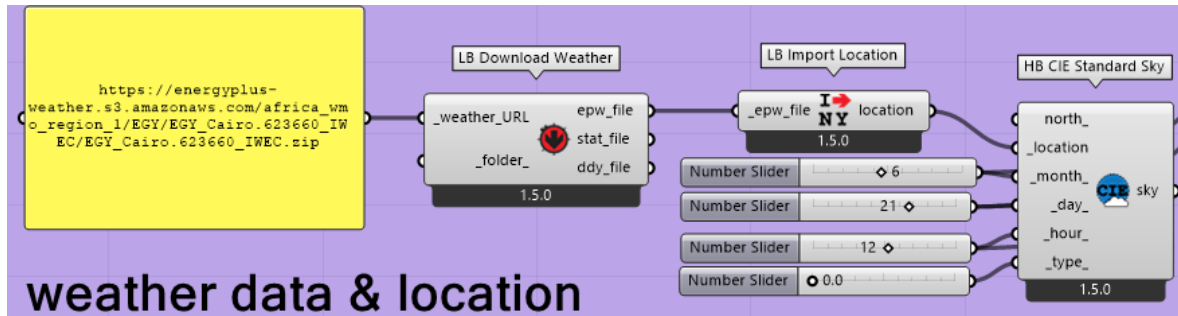 https://energyplus-
weather.s3.amazonaws.com/africa_wm
o_region_1/EGY/EGY_Cairo.623660_IW
EC/EGY_Cairo.623660_IWEC.zip
LB Download Weather
_weather_URL
_folder_
epw_file
stat_file
ddy_file
1.5.0
LB Import Location
_epw_file
I
NY
location
1.5.0
Number Slider 6
Number Slider 21
Number Slider 12
Number Slider 0.0
HB CIE Standard Sky
north_
_location
_month_
_day_
_hour_
_type_
CIE
sky
1.5.0
weather data & location